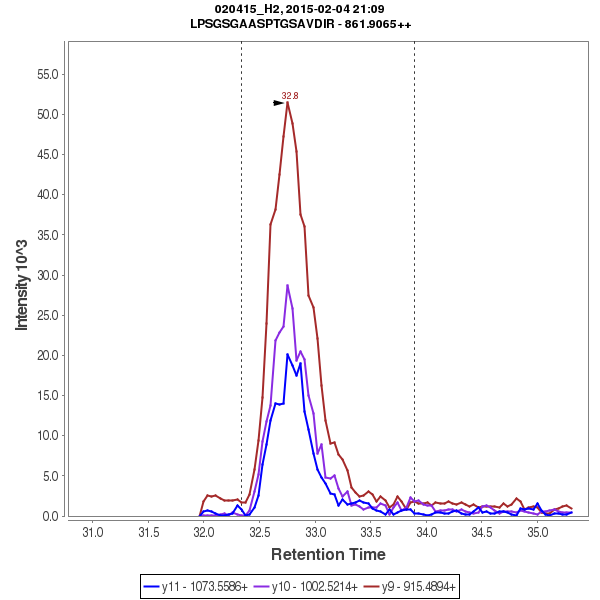 020415_H2, 2015-02-04 21:09
LPSGSGAASPTGSAVDIR - 861.9065++
Intensity 10^3
55.0
50.0
45.0
40.0
35.0
30.0
25.0
20.0
15.0
10.0
5.0
0.0
32.8
31.0 31.5 32.0 32.5 33.0 33.5 34.0 34.5 35.0
Retention Time
y11 - 1073.5586+ y10 - 1002.5214+ y9 - 915.4894+